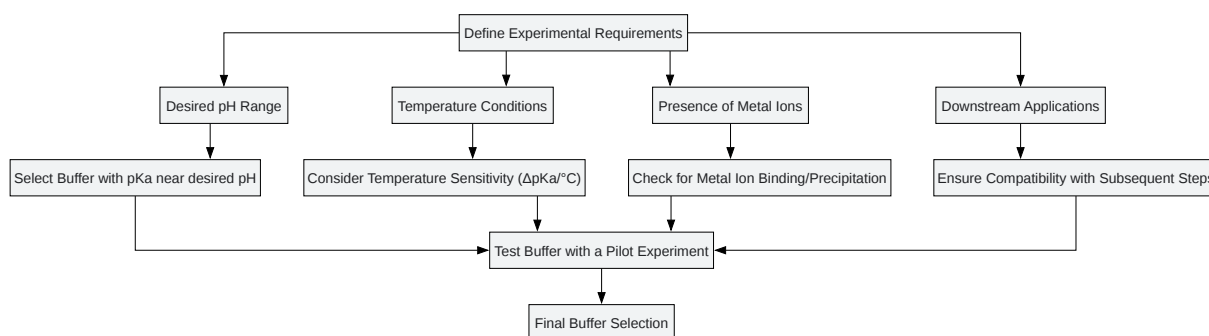 Define Experimental Requirements
Desired pH Range
Temperature Conditions
Presence of Metal Ions
Downstream Applications
Select Buffer with pKa near desired pH
Consider Temperature Sensitivity (ΔpKa/°C)
Check for Metal Ion Binding/Precipitation
Ensure Compatibility with Subsequent Steps
Test Buffer with a Pilot Experiment
Final Buffer Selection